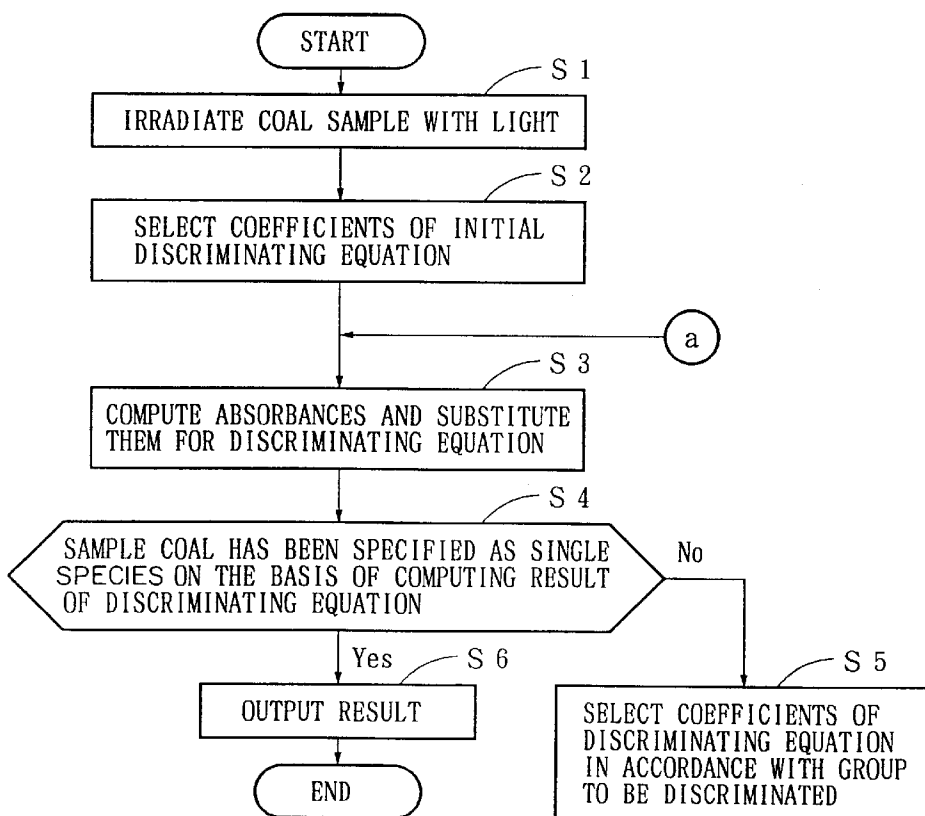 START
S 1
IRRADIATE COAL SAMPLE WITH LIGHT
S 2
SELECT COEFFICIENTS OF INITIAL
DISCRIMINATING EQUATION
a
S 3
COMPUTE ABSORBANCES AND SUBSTITUTE
THEM FOR DISCRIMINATING EQUATION
S 4
SAMPLE COAL HAS BEEN SPECIFIED AS SINGLE
SPECIES ON THE BASIS OF COMPUTING RESULT
OF DISCRIMINATING EQUATION
No
Yes
S 6
OUTPUT RESULT
END
S 5
SELECT COEFFICIENTS OF
DISCRIMINATING EQUATION
IN ACCORDANCE WITH GROUP
TO BE DISCRIMINATED